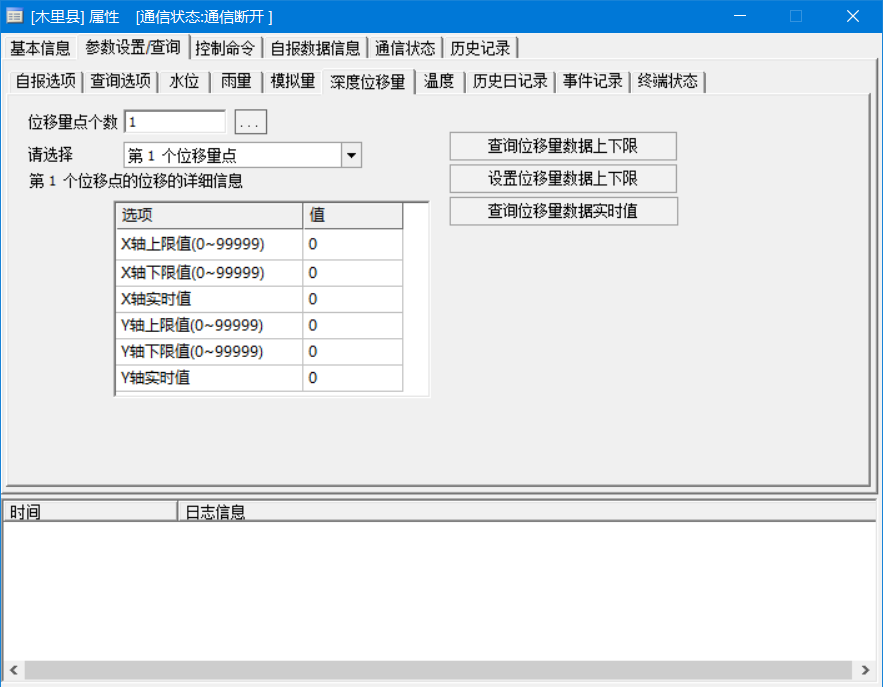 [木里县] 属性 [通信状态:通信断开 ]
基本信息 参数设置/查询 控制命令 自报数据信息 通信状态 历史记录
自报选项 查询选项 水位 雨量 模拟量 深度位移量 温度 历史日记录 事件记录 终端状态
位移量点个数 1 ...
请选择 第 1 个位移量点
第 1 个位移点的位移的详细信息
查询位移量数据上下限
设置位移量数据上下限
查询位移量数据实时值
选项 值
X轴上限值(0~99999) 0
X轴下限值(0~99999) 0
X轴实时值 0
Y轴上限值(0~99999) 0
Y轴下限值(0~99999) 0
Y轴实时值 0
时间 日志信息